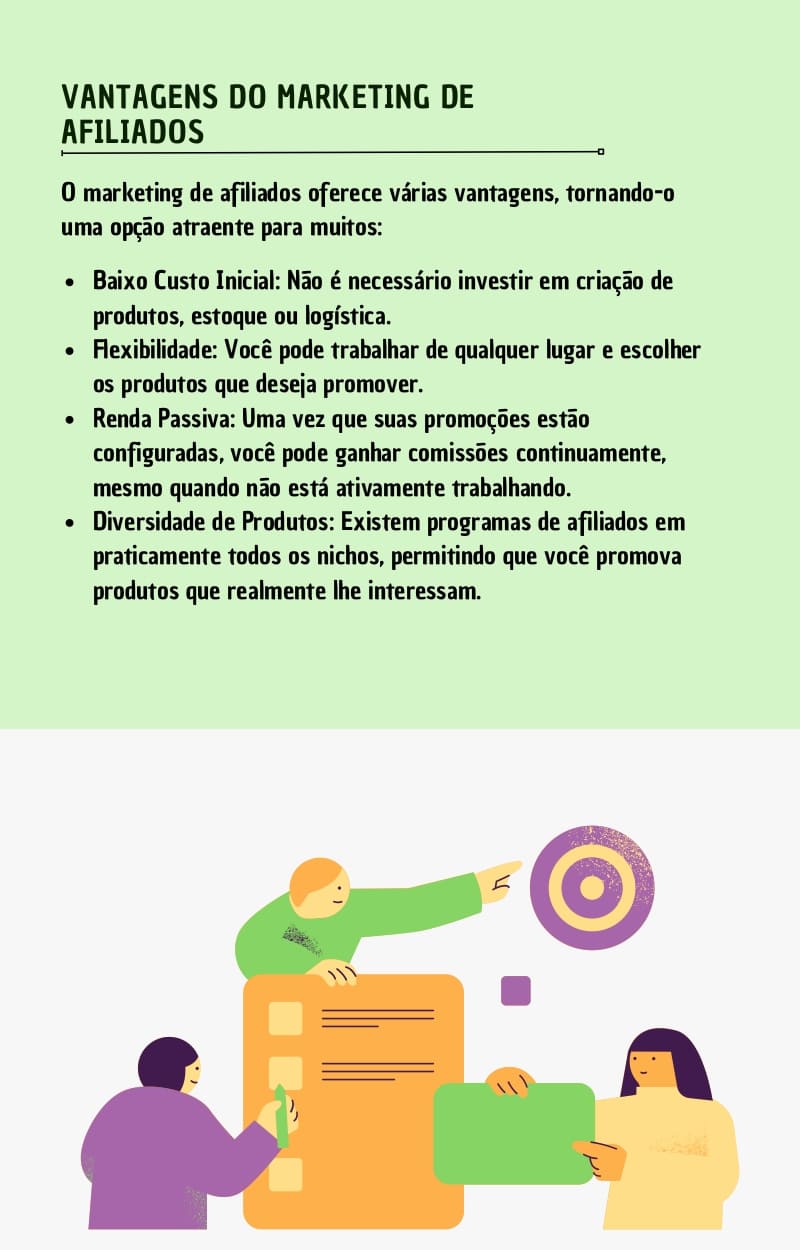 VANTAGENS DO MARKETING DE
AFILIADOS
O marketing de afiliados oferece várias vantagens, tornando-o
uma opção atraente para muitos:
• Baixo Custo Inicial: Não é necessário investir em criação de
produtos, estoque ou logística.
• Flexibilidade: Você pode trabalhar de qualquer lugar e escolher
os produtos que deseja promover.
• Renda Passiva: Uma vez que suas promoções estão
configuradas, você pode ganhar comissões continuamente,
mesmo quando não está ativamente trabalhando.
• Diversidade de Produtos: Existem programas de afiliados em
praticamente todos os nichos, permitindo que você promova
produtos que realmente lhe interessam.